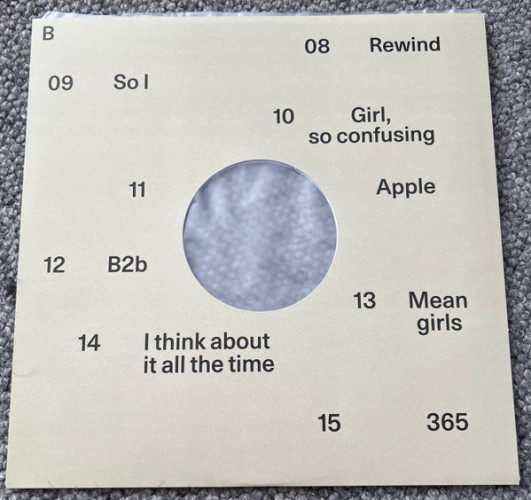 B
08 Rewind
09 So I
10 Girl,
so confusing
11 Apple
12 B2b
13 Mean
girls
14 I think about
it all the time
15 365